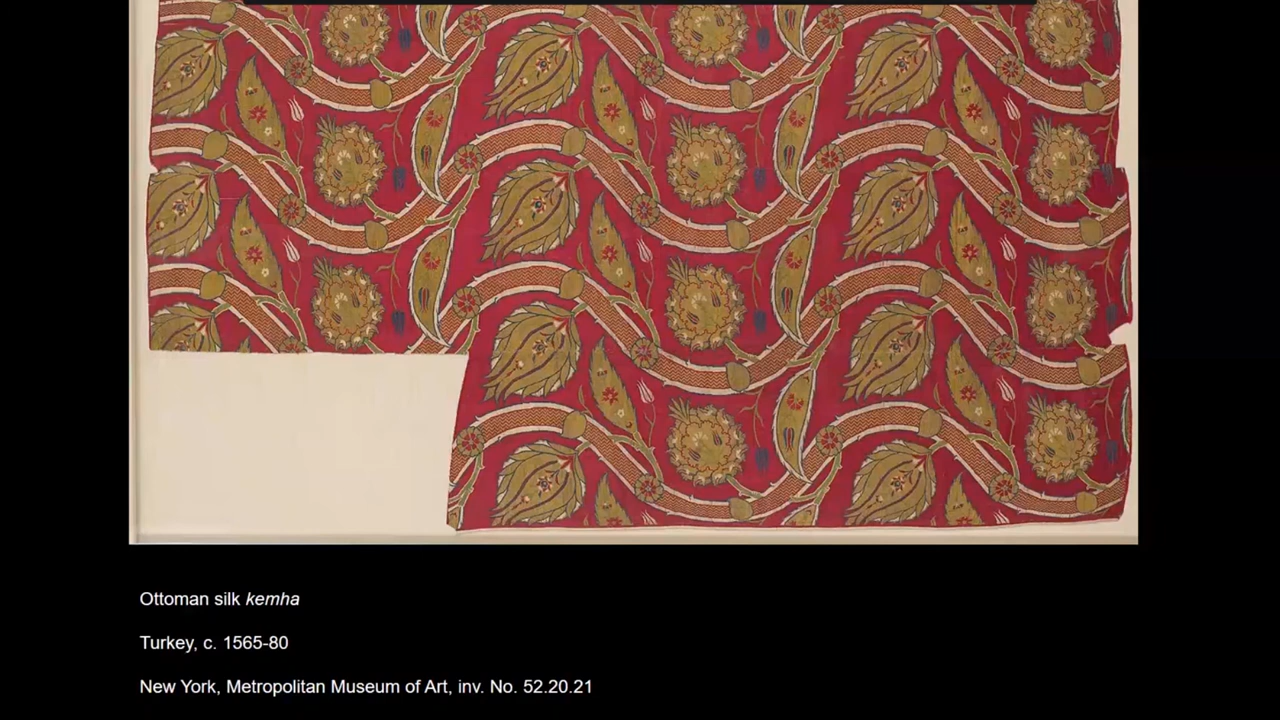 Ottoman silk kemha
Turkey, c. 1565-80
New York, Metropolitan Museum of Art, inv. No. 52.20.21